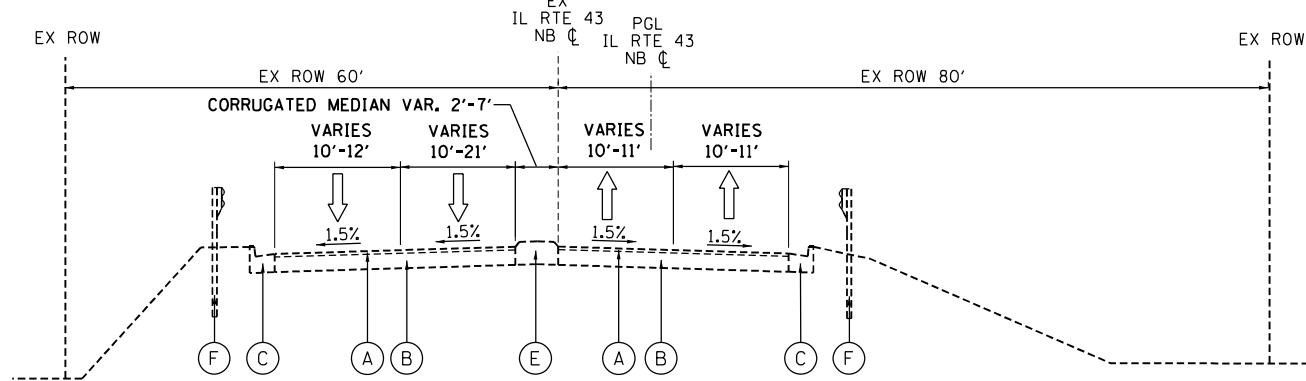 EX
IL RTE 43
NB ℄
PGL
IL RTE 43
NB ℄
EX ROW
EX ROW
EX ROW 60'
EX ROW 80'
CORRUGATED MEDIAN VAR. 2'-7'
VARIES
10'-12'
VARIES
10'-21'
VARIES
10'-11'
VARIES
10'-11'
1.5%
1.5%
1.5%
1.5%
F
C
A
B
E
A
B
C
F